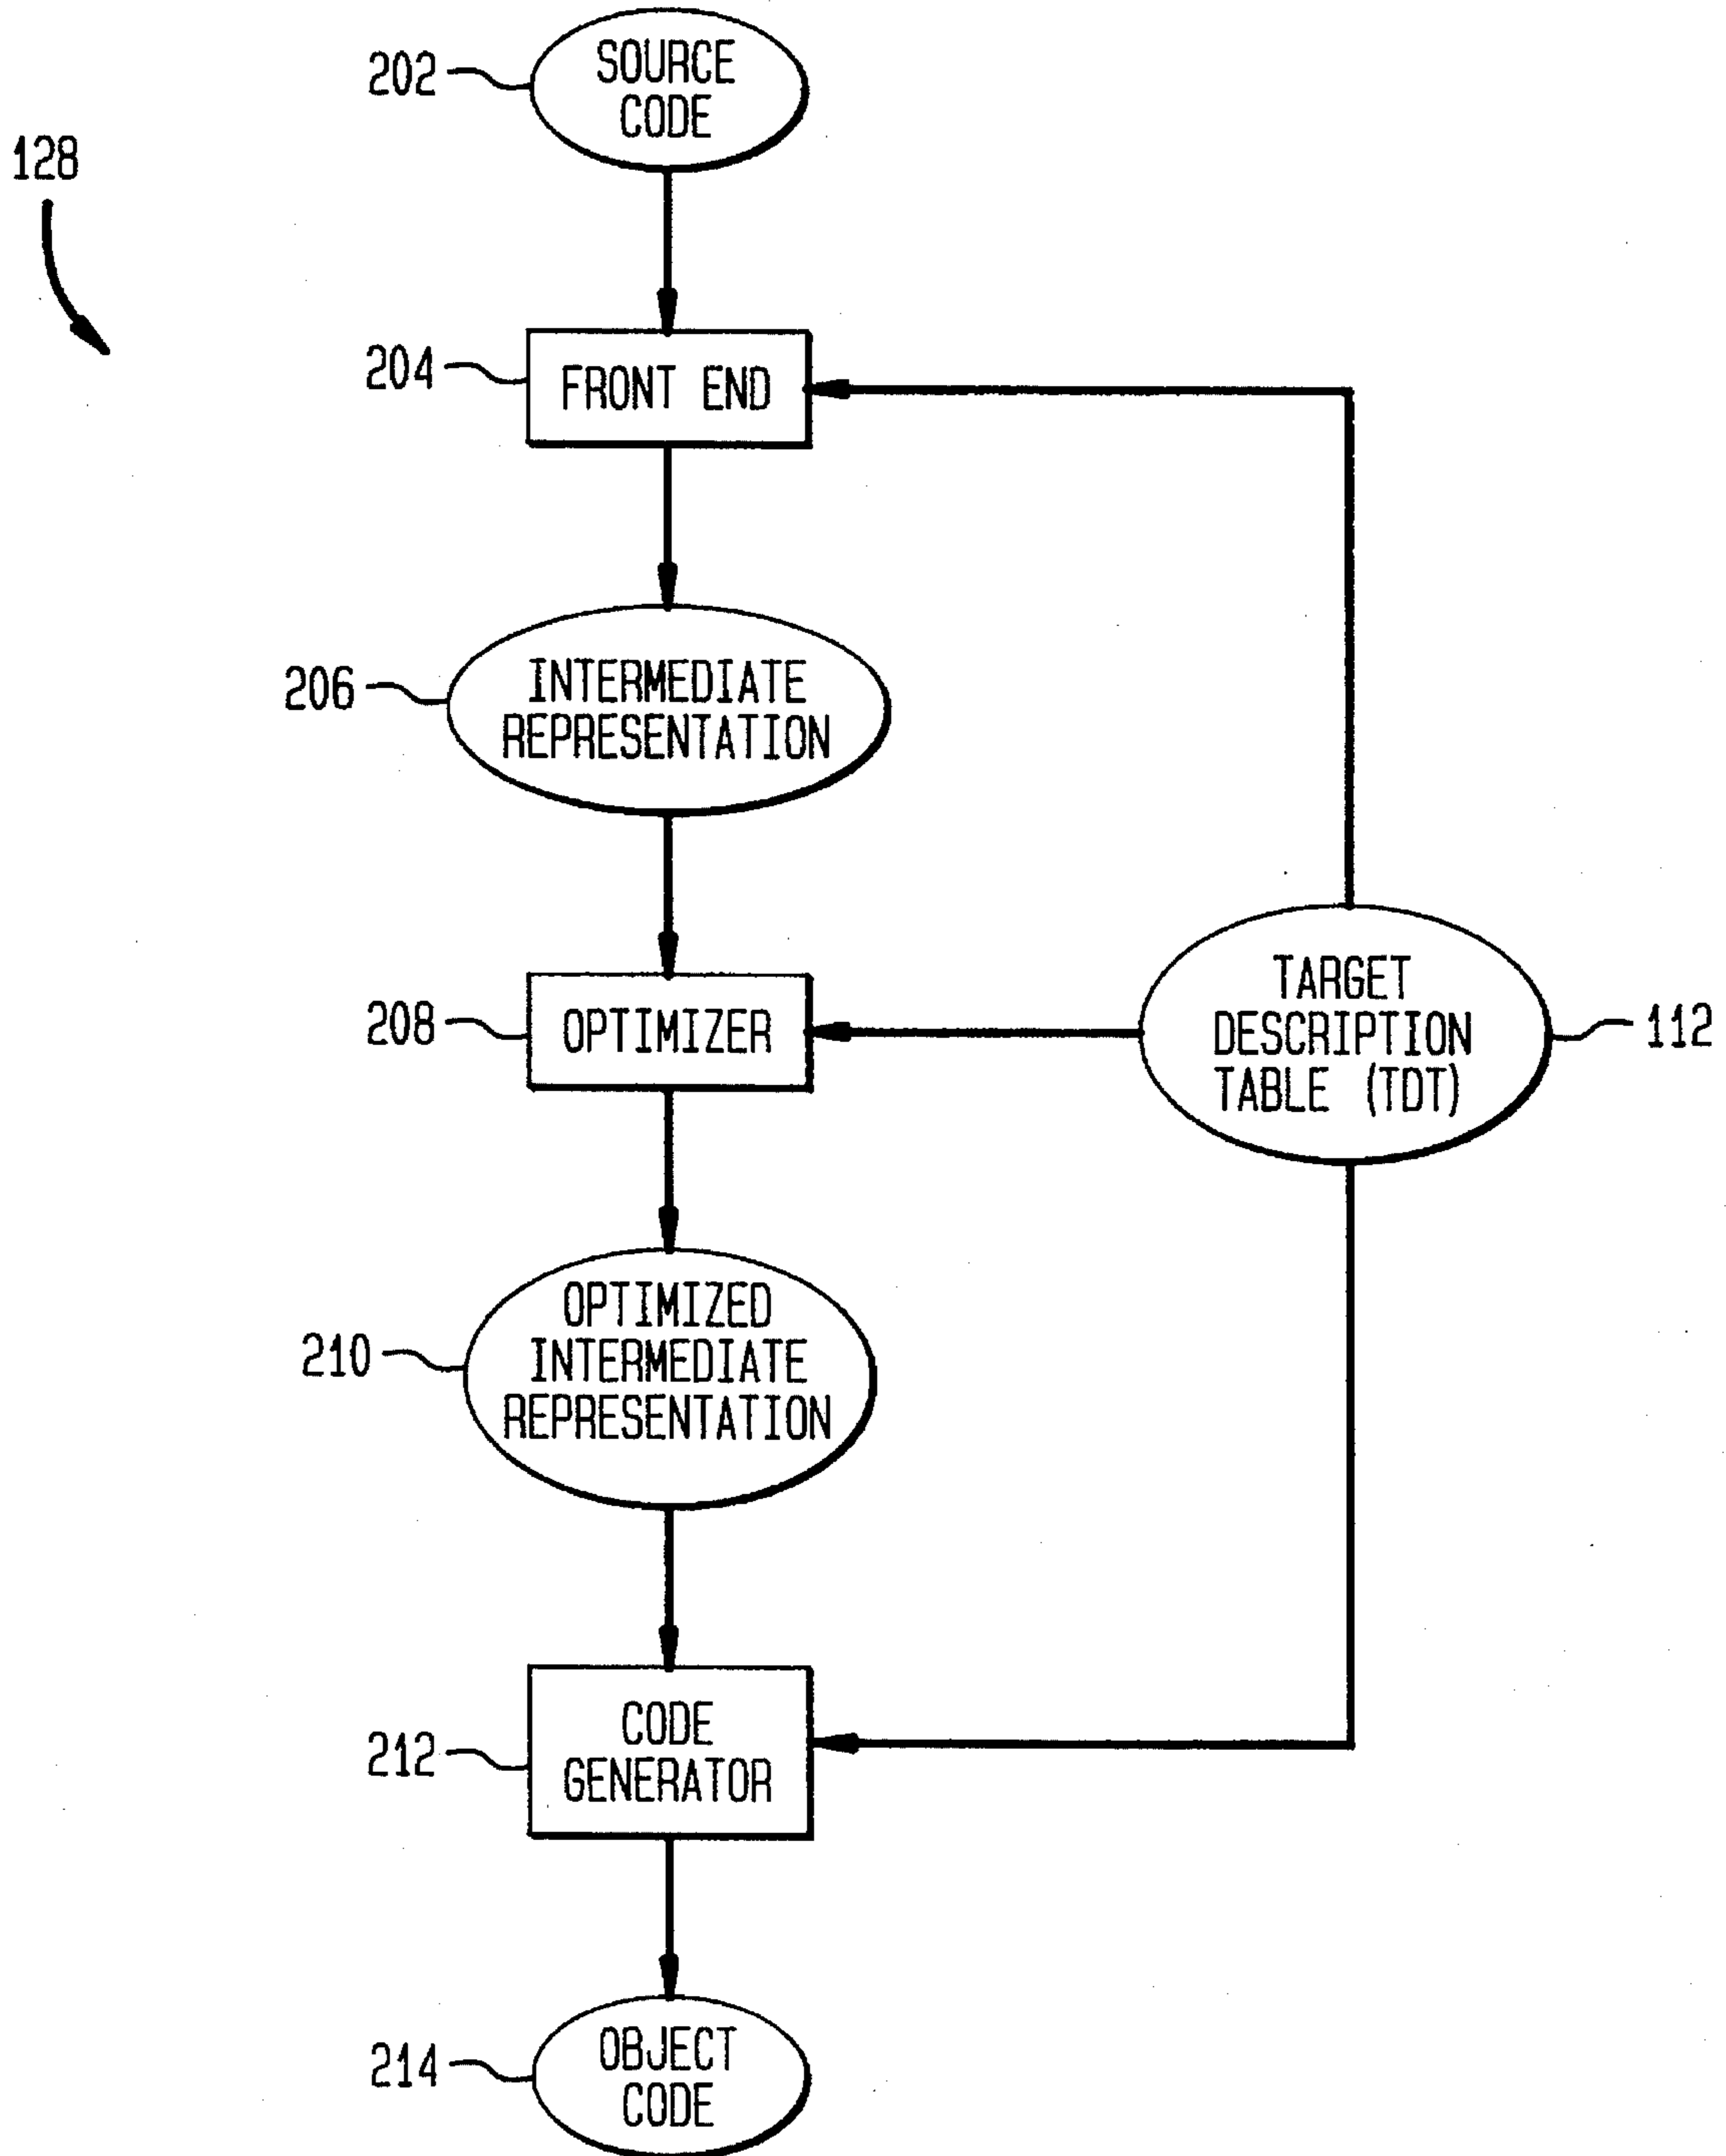 202
SOURCE
CODE
128
204
FRONT END
206
INTERMEDIATE
REPRESENTATION
208
OPTIMIZER
TARGET
DESCRIPTION
TABLE (TDT)
112
210
OPTIMIZED
INTERMEDIATE
REPRESENTATION
212
CODE
GENERATOR
214
OBJECT
CODE